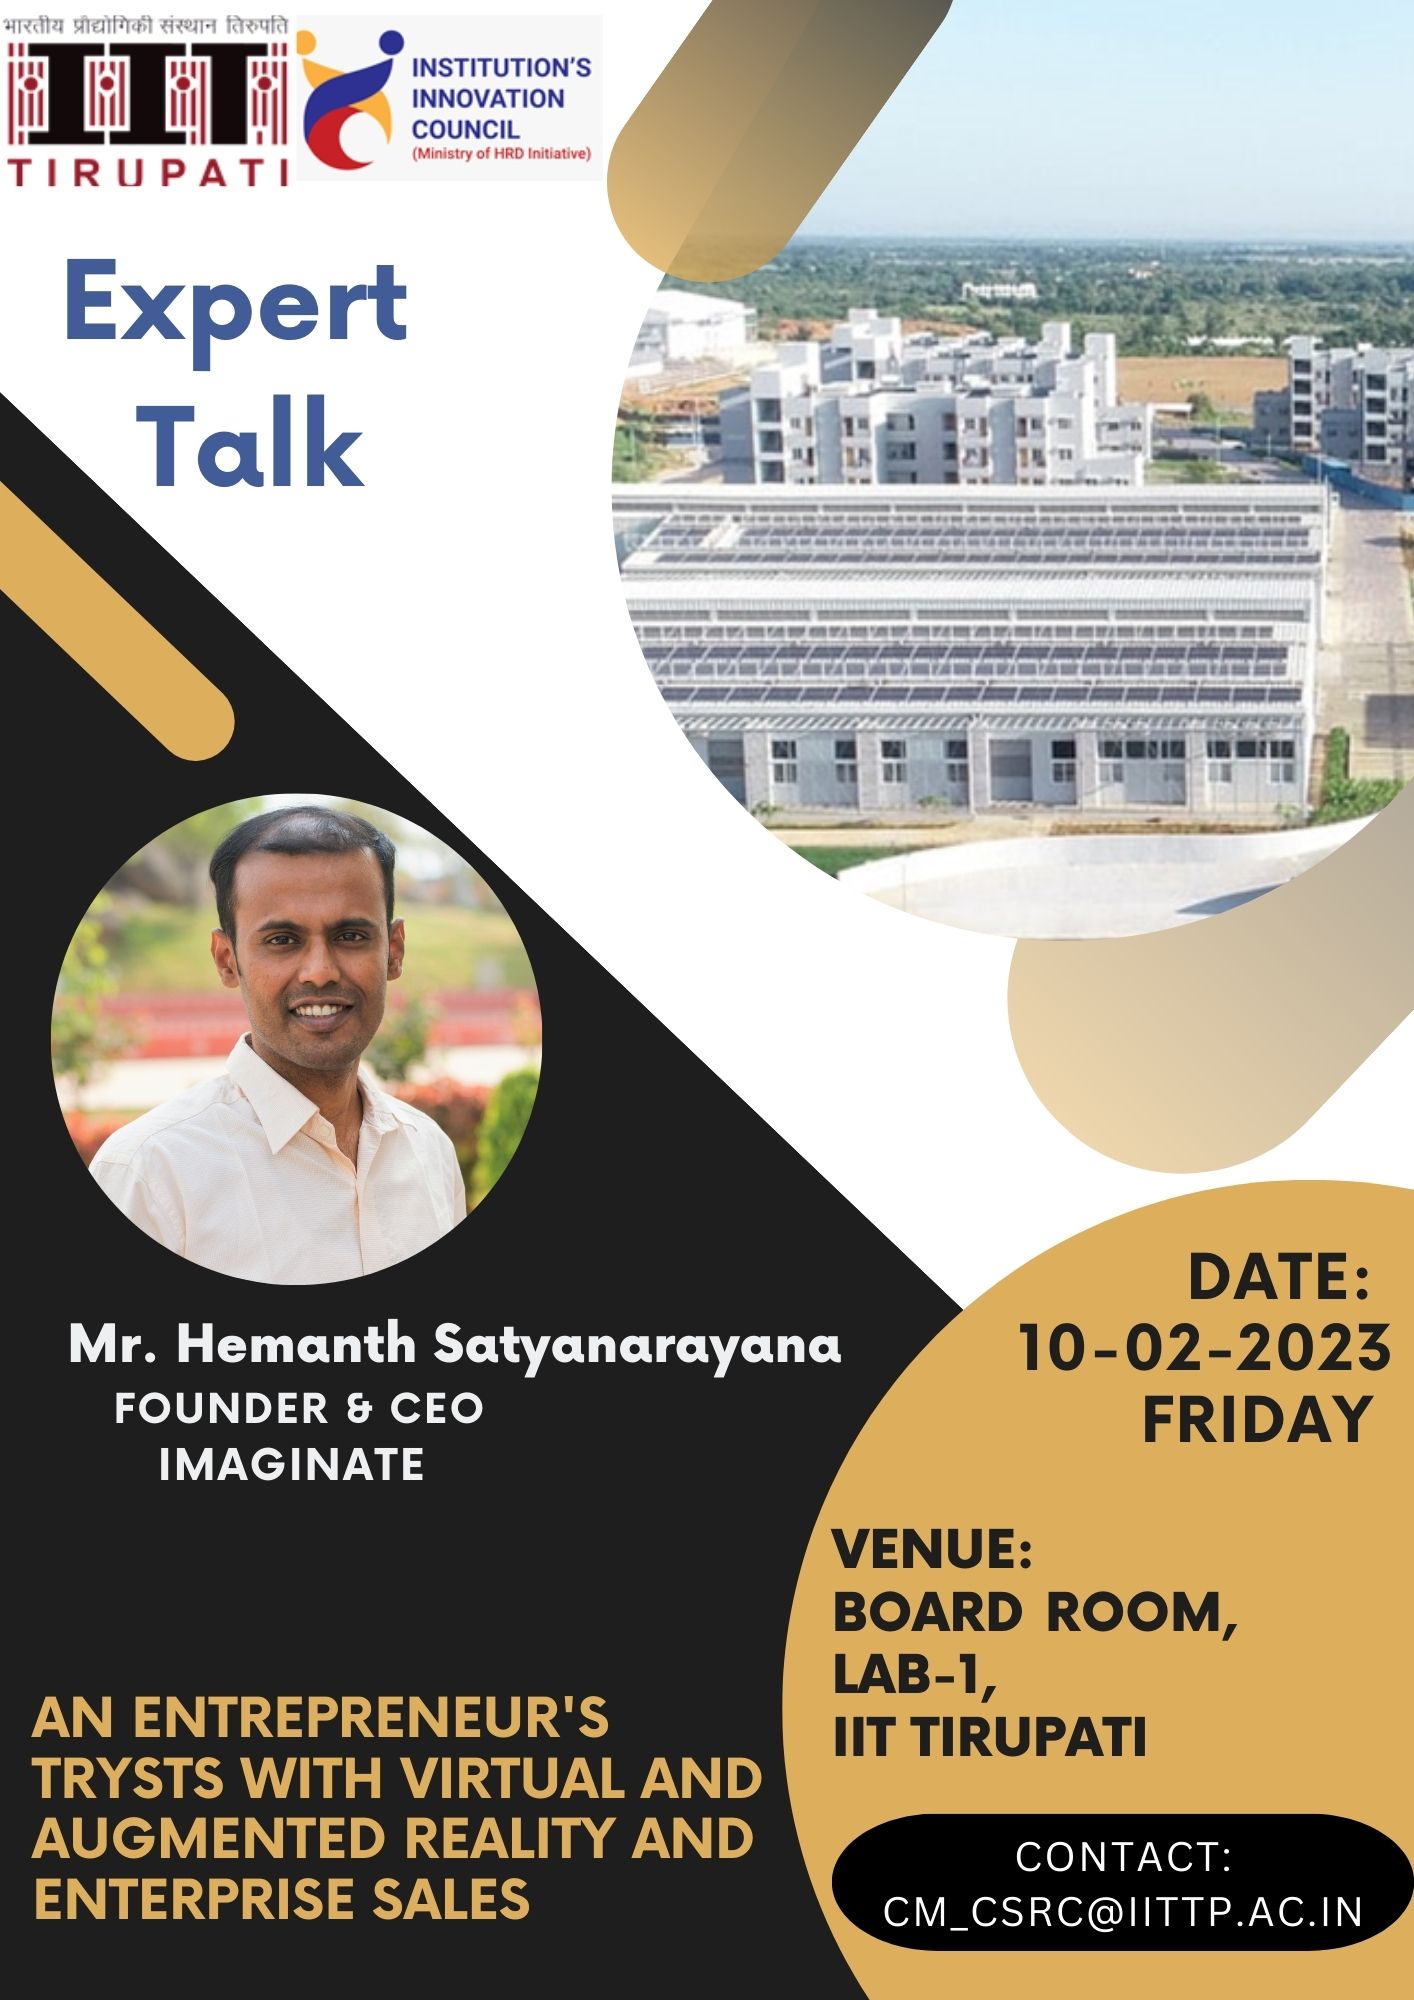 भारतीय प्रौद्योगिकी संस्थान तिरुपति
IIT
TIRUPATI
INSTITUTION'S
INNOVATION
COUNCIL
(Ministry of HRD Initiative)
Expert
Talk
Mr. Hemanth Satyanarayana
FOUNDER & CEO
IMAGINATE
AN ENTREPRENEUR'S
TRYSTS WITH VIRTUAL AND
AUGMENTED REALITY AND
ENTERPRISE SALES
DATE:
10-02-2023
FRIDAY
VENUE:
BOARD ROOM,
LAB-1,
IIT TIRUPATI
CONTACT:
CM_CSRC@IITTP.AC.IN